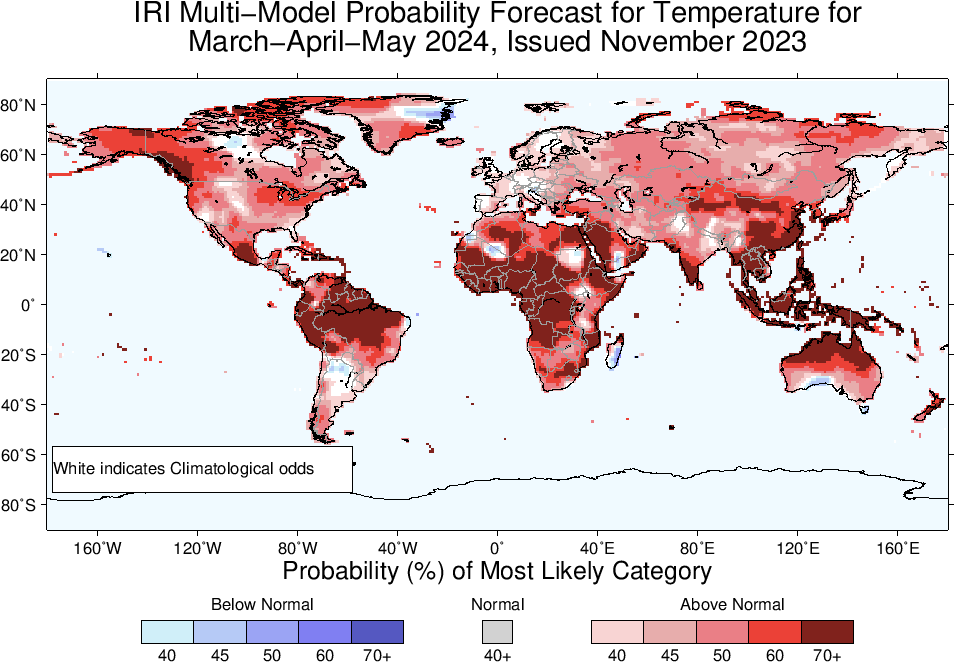 IRI Multi−Model Probability Forecast for Temperature for
March−April−May 2024, Issued November 2023
80˚N
60˚N
40˚N
20˚N
0˚
20˚S
40˚S
60˚S
80˚S
White indicates Climatological odds
160˚W 120˚W 80˚W 40˚W 0˚ 40˚E 80˚E 120˚E 160˚E
Probability (%) of Most Likely Category
Below Normal Normal Above Normal
40 45 50 60 70+ 40+ 40 45 50 60 70+